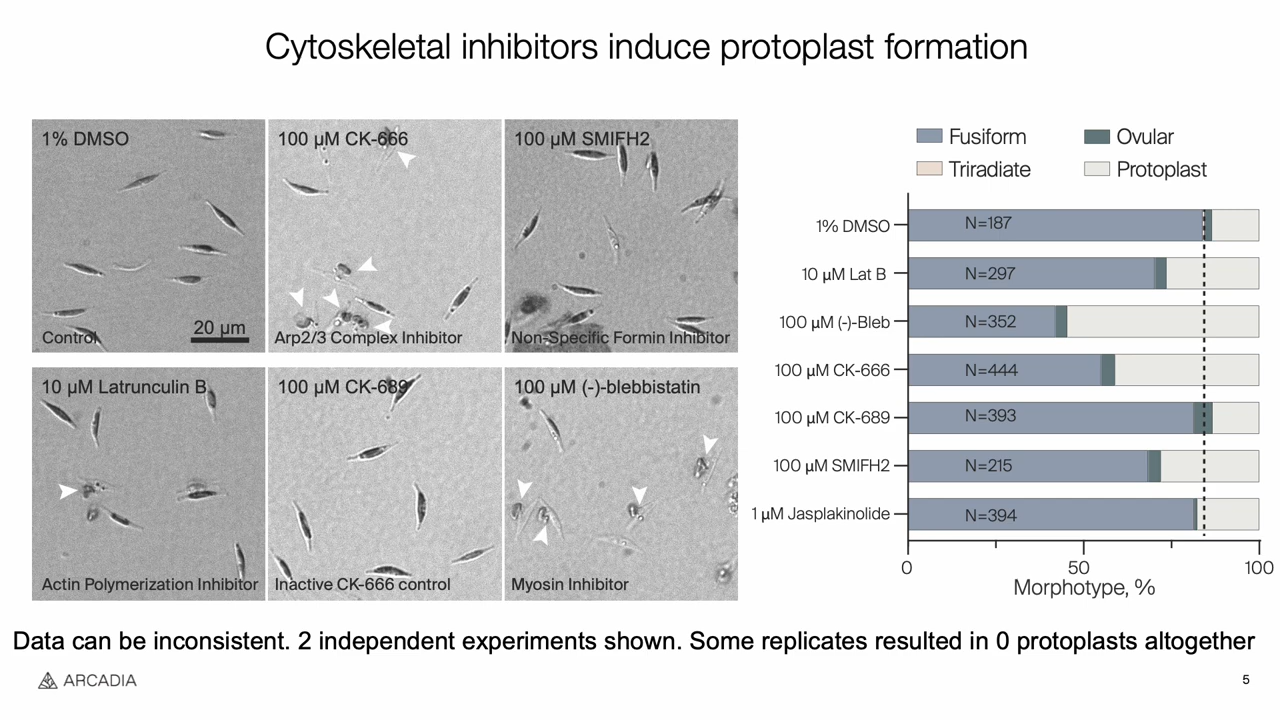 Cytoskeletal inhibitors induce protoplast formation
1% DMSO
Control
20 µm
100 µM CK-666
Arp2/3 Complex Inhibitor
100 µM SMIFH2
Non-Specific Formin Inhibitor
10 µM Latrunculin B
Actin Polymerization Inhibitor
100 µM CK-689
Inactive CK-666 control
100 µM (-)-blebbistatin
Myosin Inhibitor
Fusiform
Ovular
Triradiate
Protoplast
1% DMSO
N=187
10 µM Lat B
N=297
100 µM (-)-Bleb
N=352
100 µM CK-666
N=444
100 µM CK-689
N=393
100 µM SMIFH2
N=215
1 µM Jasplakinolide
N=394
0
50
100
Morphotype, %
Data can be inconsistent. 2 independent experiments shown. Some replicates resulted in 0 protoplasts altogether
ARCADIA
5